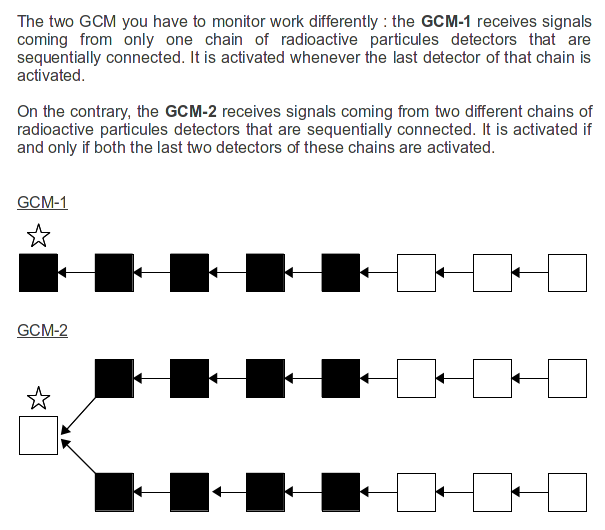 The two GCM you have to monitor work differently : the GCM-1 receives signals
coming from only one chain of radioactive particules detectors that are
sequentially connected. It is activated whenever the last detector of that chain is
activated.
On the contrary, the GCM-2 receives signals coming from two different chains of
radioactive particules detectors that are sequentially connected. It is activated if
and only if both the last two detectors of these chains are activated.
GCM-1
GCM-2